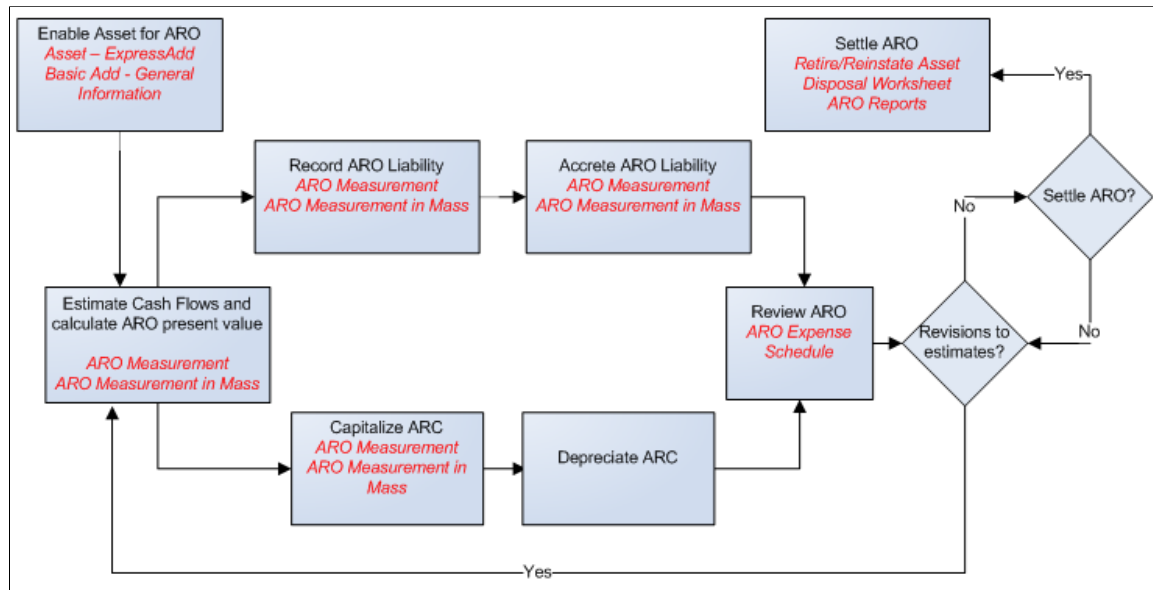 Enable Asset for ARO
Asset – ExpressAdd
Basic Add - General
Information
Settle ARO
Retire/Reinstate Asset
Disposal Worksheet
ARO Reports
Yes
Record ARO Liability
ARO Measurement
ARO Measurement in Mass
Accrete ARO Liability
ARO Measurement
ARO Measurement in Mass
No
Settle ARO?
Estimate Cash Flows and
calculate ARO present value
ARO Measurement
ARO Measurement in Mass
Review ARO
ARO Expense
Schedule
Revisions to
estimates?
No
Capitalize ARC
ARO Measurement
ARO Measurement in
Mass
Depreciate ARC
Yes